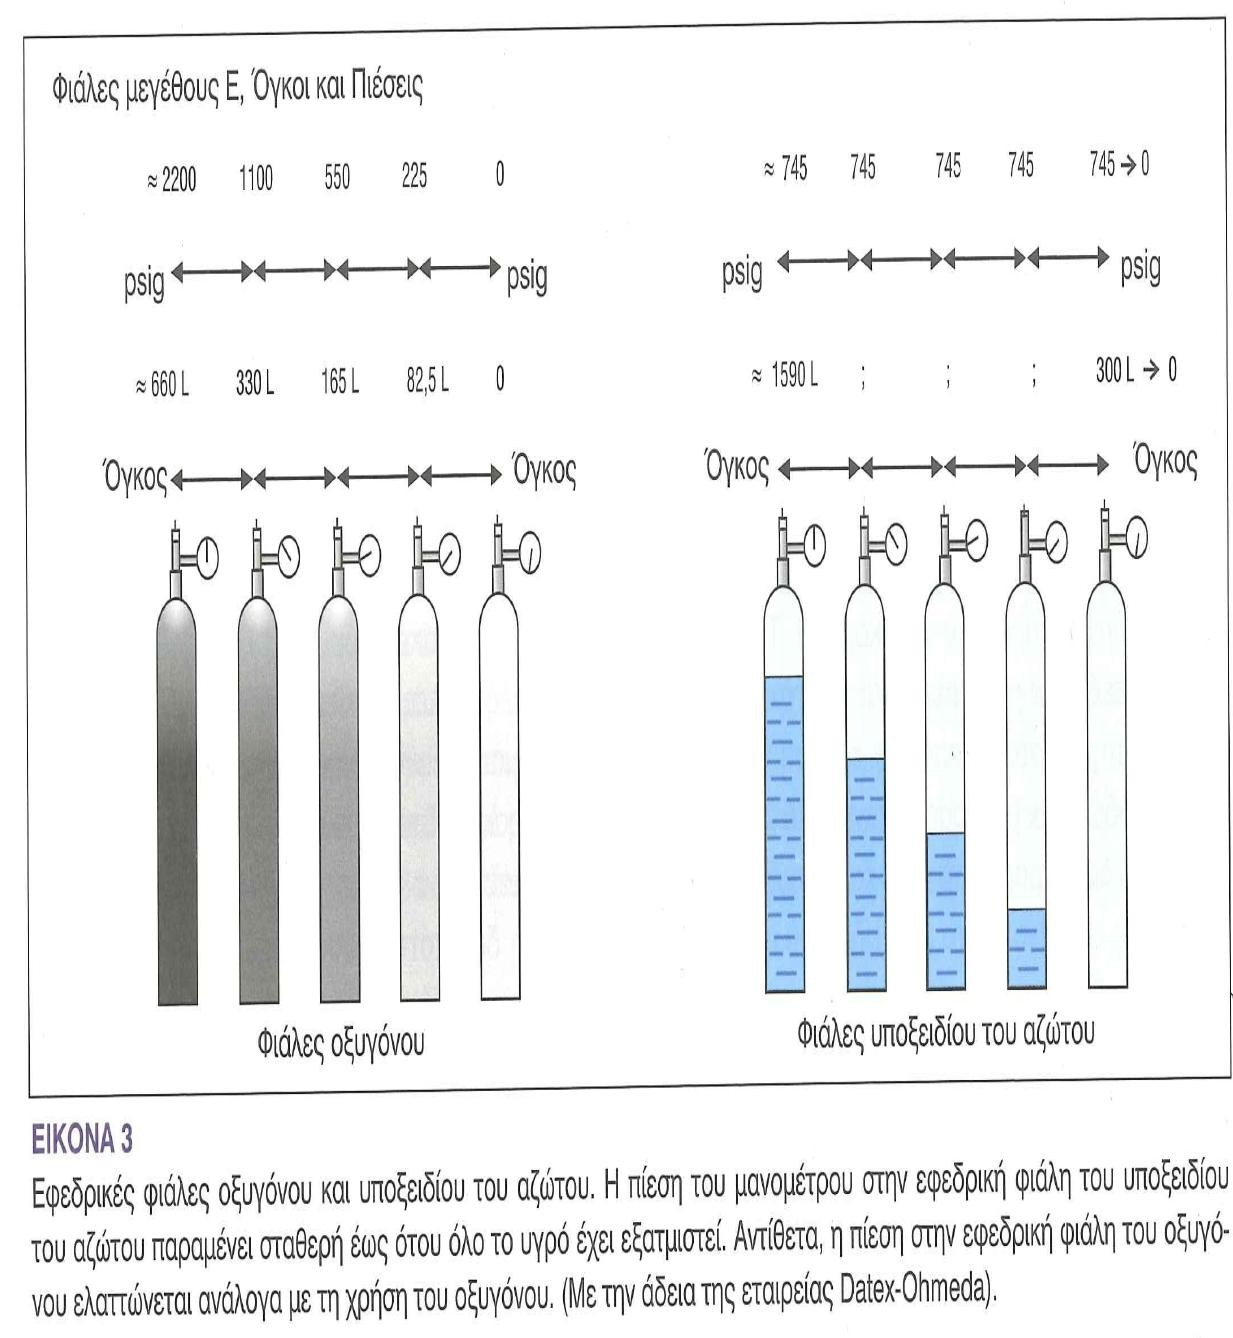 Φιάλες μεγέθους Ε, Όγκοι και Πιέσεις
≈ 2200 1100 550 225 0
≈ 745 745 745 745 745 → 0
psig psig
psig psig
≈ 660 L 330 L 165 L 82,5 L 0
≈ 1590 L ; ; ; 300 L → 0
Όγκος Όγκος
Όγκος Όγκος
Φιάλες οξυγόνου
Φιάλες υποξειδίου του αζώτου
ΕΙΚΟΝΑ 3
Εφεδρικές φιάλες οξυγόνου και υποξειδίου του αζώτου. Η πίεση του μανομέτρου στην εφεδρική φιάλη του υποξειδίου
του αζώτου παραμένει σταθερή έως ότου όλο το υγρό έχει εξατμιστεί. Αντίθετα, η πίεση στην εφεδρική φιάλη του οξυγό-
νου ελαττώνεται ανάλογα με τη χρήση του οξυγόνου. (Με την άδεια της εταιρείας Datex-Ohmeda).